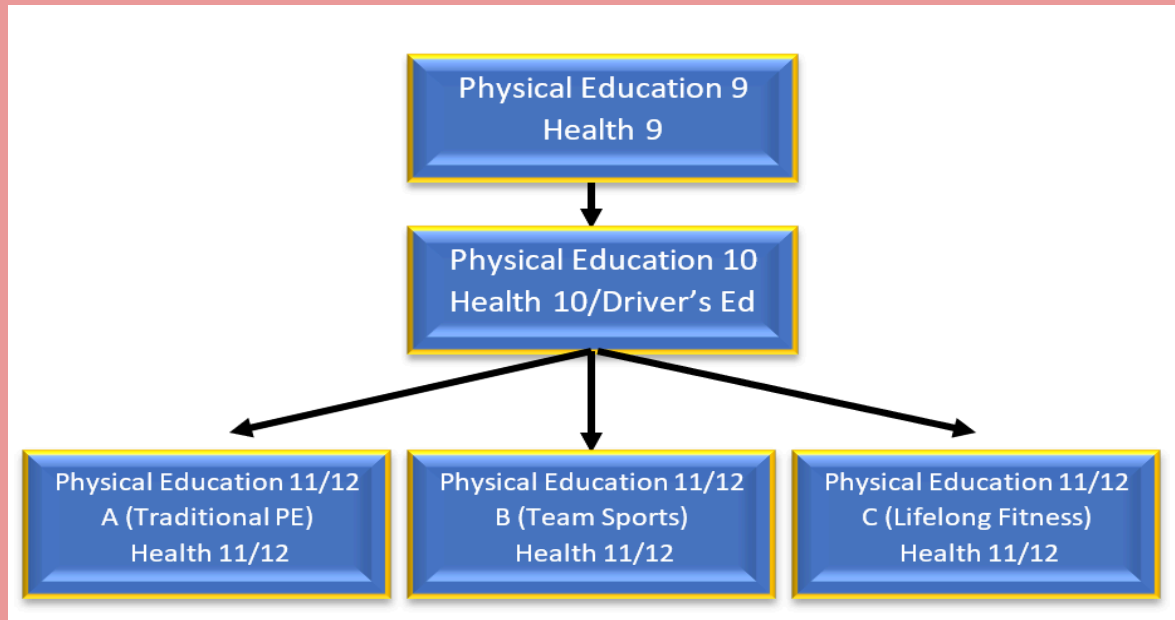 Physical Education 9
Health 9
Physical Education 10
Health 10/Driver’s Ed
Physical Education 11/12
A (Traditional PE)
Health 11/12
Physical Education 11/12
B (Team Sports)
Health 11/12
Physical Education 11/12
C (Lifelong Fitness)
Health 11/12